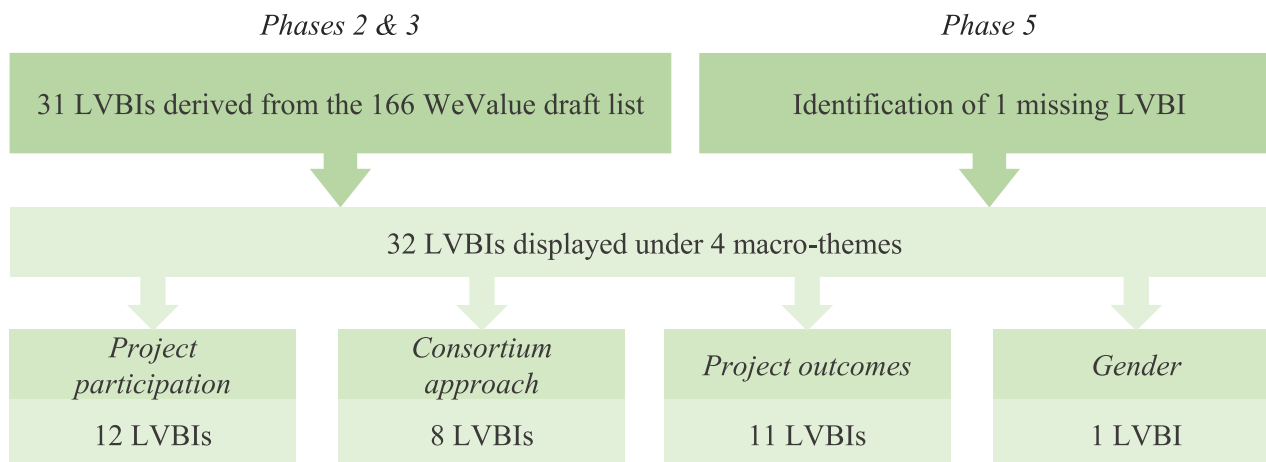 Phases 2 & 3
Phase 5
31 LVBIs derived from the 166 WeValue draft list
Identification of 1 missing LVBI
32 LVBIs displayed under 4 macro-themes
Project
participation
12 LVBIs
Consortium
approach
8 LVBIs
Project outcomes
11 LVBIs
Gender
1 LVBI